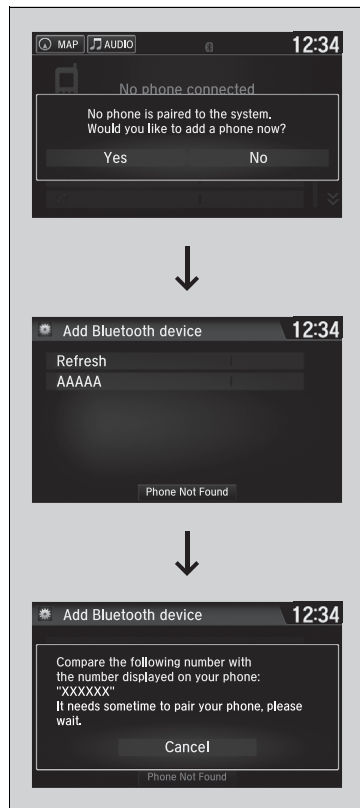 MAP AUDIO 12:34
No phone connected
No phone is paired to the system.
Would you like to add a phone now?
Yes No
Add Bluetooth device 12:34
Refresh
AAAAA
Phone Not Found
Add Bluetooth device 12:34
Compare the following number with
the number displayed on your phone:
"XXXXXX"
It needs sometime to pair your phone, please
wait.
Cancel
Phone Not Found